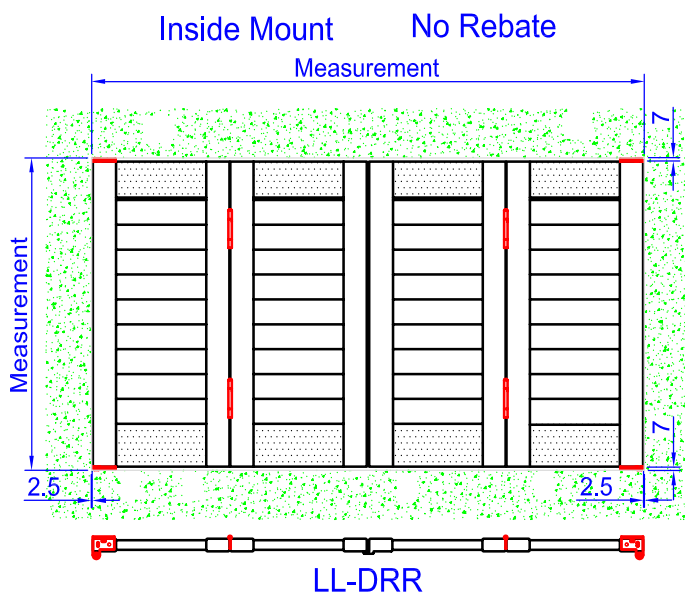 Inside Mount No Rebate
Measurement
7
Measurement
7
2.5 2.5
LL-DRR